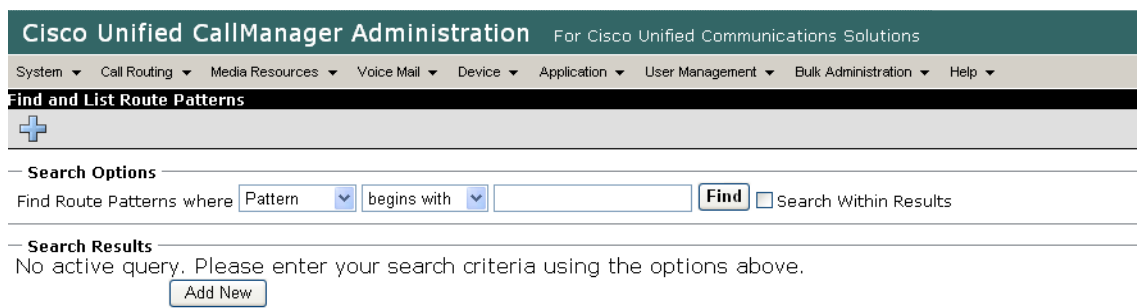 Cisco Unified CallManager Administration For Cisco Unified Communications Solutions
System Call Routing Media Resources Voice Mail Device Application User Management Bulk Administration Help
Find and List Route Patterns
Search Options
Find Route Patterns where Pattern begins with Find Search Within Results
Search Results
No active query. Please enter your search criteria using the options above.
Add New